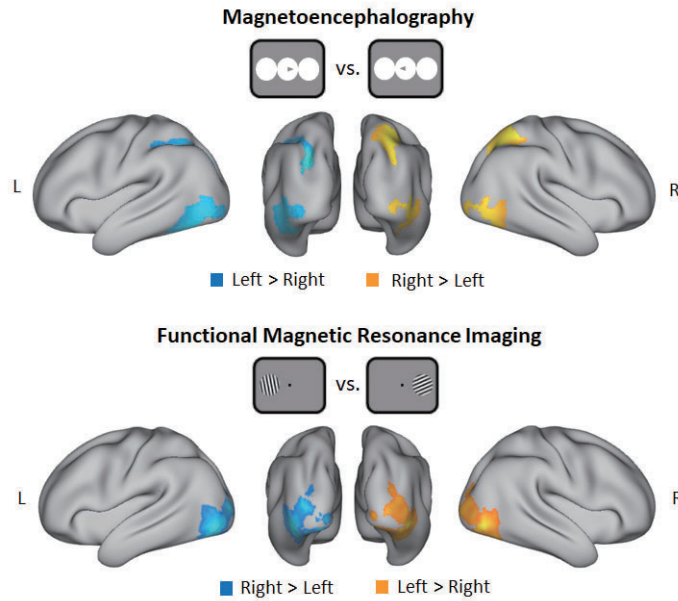 Magnetoencephalography
vs.
L
R
Left > Right
Right > Left
Functional Magnetic Resonance Imaging
vs.
L
R
Right > Left
Left > Right